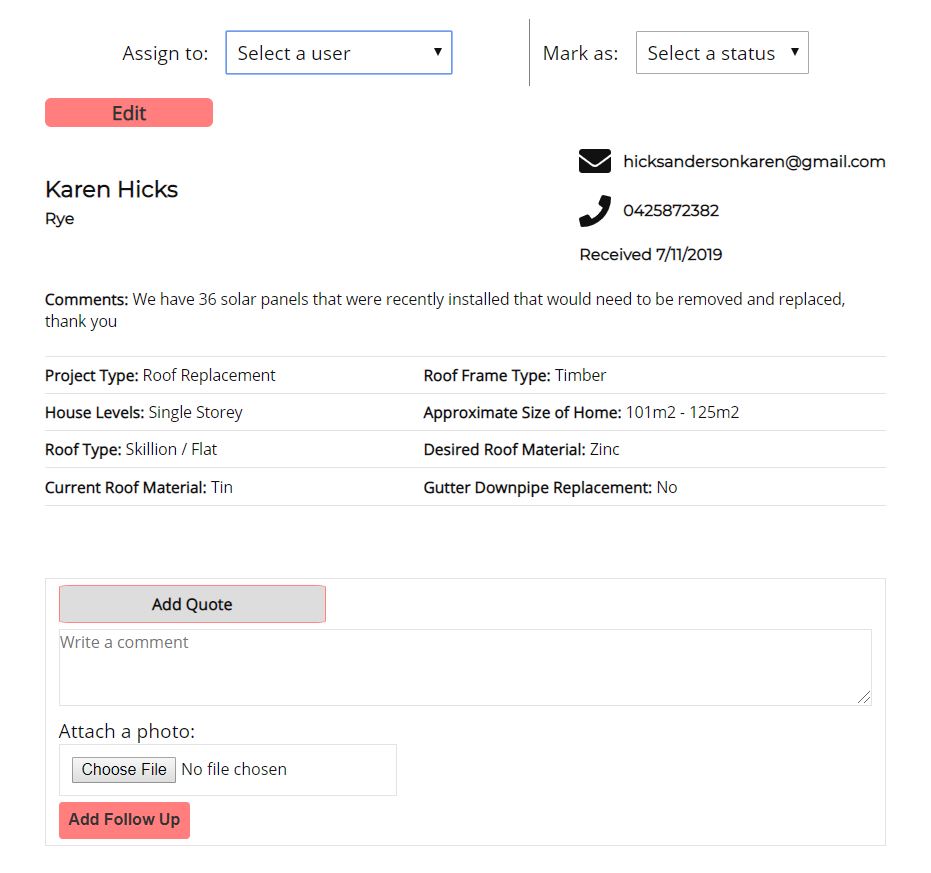 Assign to: Select a user Mark as: Select a status
Edit
hicksandersonkaren@gmail.com
Karen Hicks
Rye
0425872382
Received 7/11/2019
Comments: We have 36 solar panels that were recently installed that would need to be removed and replaced,
thank you
Project Type: Roof Replacement Roof Frame Type: Timber
House Levels: Single Storey Approximate Size of Home: 101m2 - 125m2
Roof Type: Skillion / Flat Desired Roof Material: Zinc
Current Roof Material: Tin Gutter Downpipe Replacement: No
Add Quote
Write a comment
Attach a photo:
Choose File No file chosen
Add Follow Up